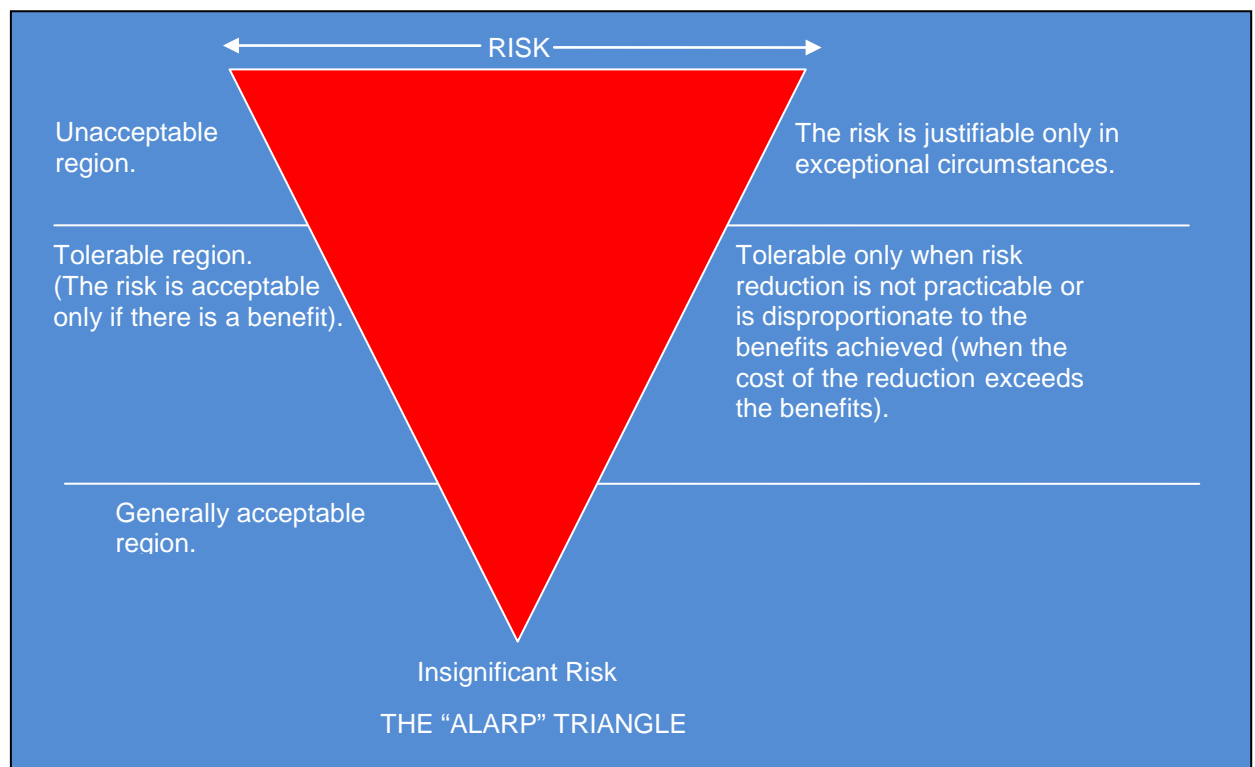 RISK
Unacceptable
region.
The risk is justifiable only in
exceptional circumstances.
Tolerable region.
(The risk is acceptable
only if there is a benefit).
Tolerable only when risk
reduction is not practicable or
is disproportionate to the
benefits achieved (when the
cost of the reduction exceeds
the benefits).
Generally acceptable
region.
Insignificant Risk
THE “ALARP” TRIANGLE